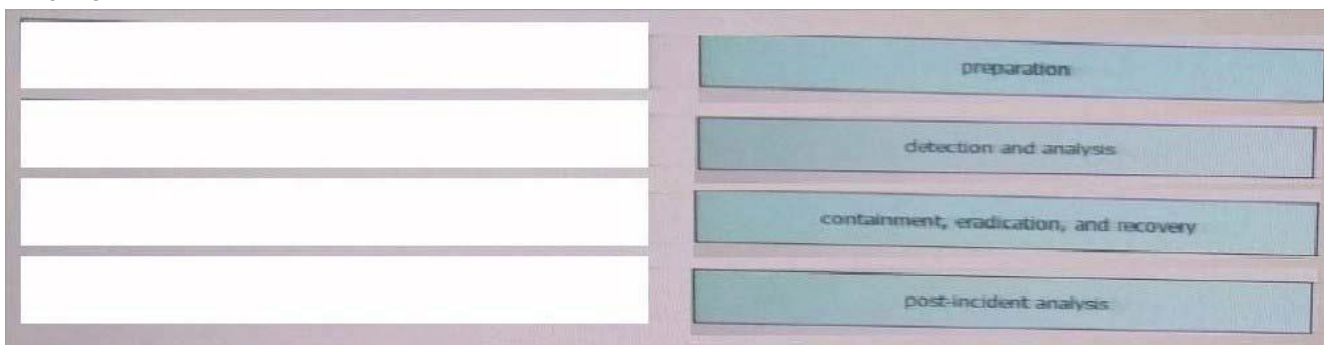 preparation
detection and analysis
containment, eradication, and recovery
post-incident analysis